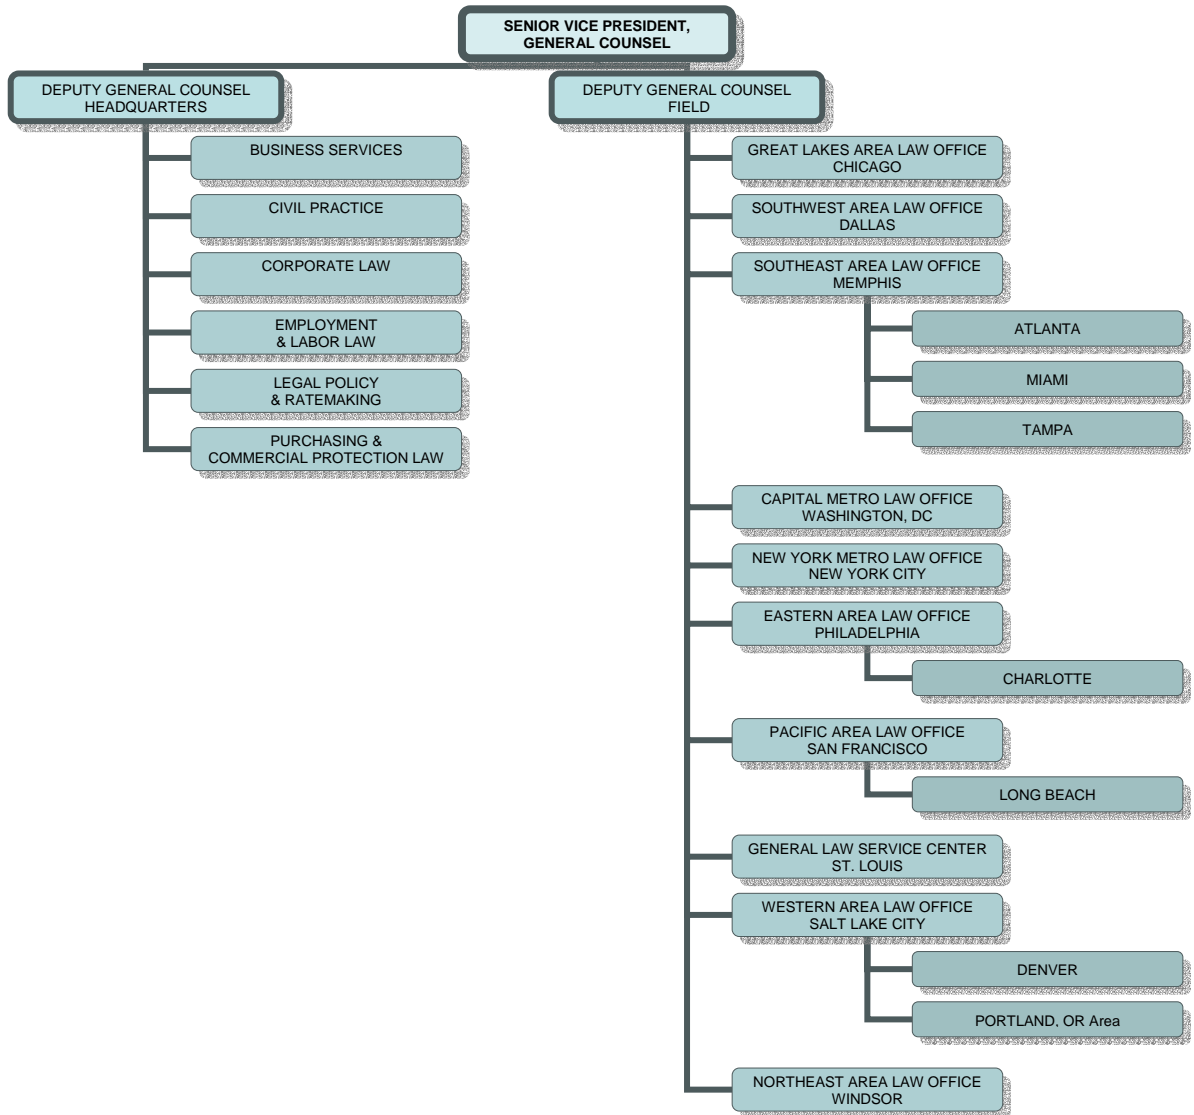 SENIOR VICE PRESIDENT,
GENERAL COUNSEL
DEPUTY GENERAL COUNSEL
HEADQUARTERS
BUSINESS SERVICES
CIVIL PRACTICE
CORPORATE LAW
EMPLOYMENT
& LABOR LAW
LEGAL POLICY
& RATEMAKING
PURCHASING &
COMMERCIAL PROTECTION LAW
DEPUTY GENERAL COUNSEL
FIELD
GREAT LAKES AREA LAW OFFICE
CHICAGO
SOUTHWEST AREA LAW OFFICE
DALLAS
SOUTHEAST AREA LAW OFFICE
MEMPHIS
ATLANTA
MIAMI
TAMPA
CAPITAL METRO LAW OFFICE
WASHINGTON, DC
NEW YORK METRO LAW OFFICE
NEW YORK CITY
EASTERN AREA LAW OFFICE
PHILADELPHIA
CHARLOTTE
PACIFIC AREA LAW OFFICE
SAN FRANCISCO
LONG BEACH
GENERAL LAW SERVICE CENTER
ST. LOUIS
WESTERN AREA LAW OFFICE
SALT LAKE CITY
DENVER
PORTLAND, OR Area
NORTHEAST AREA LAW OFFICE
WINDSOR